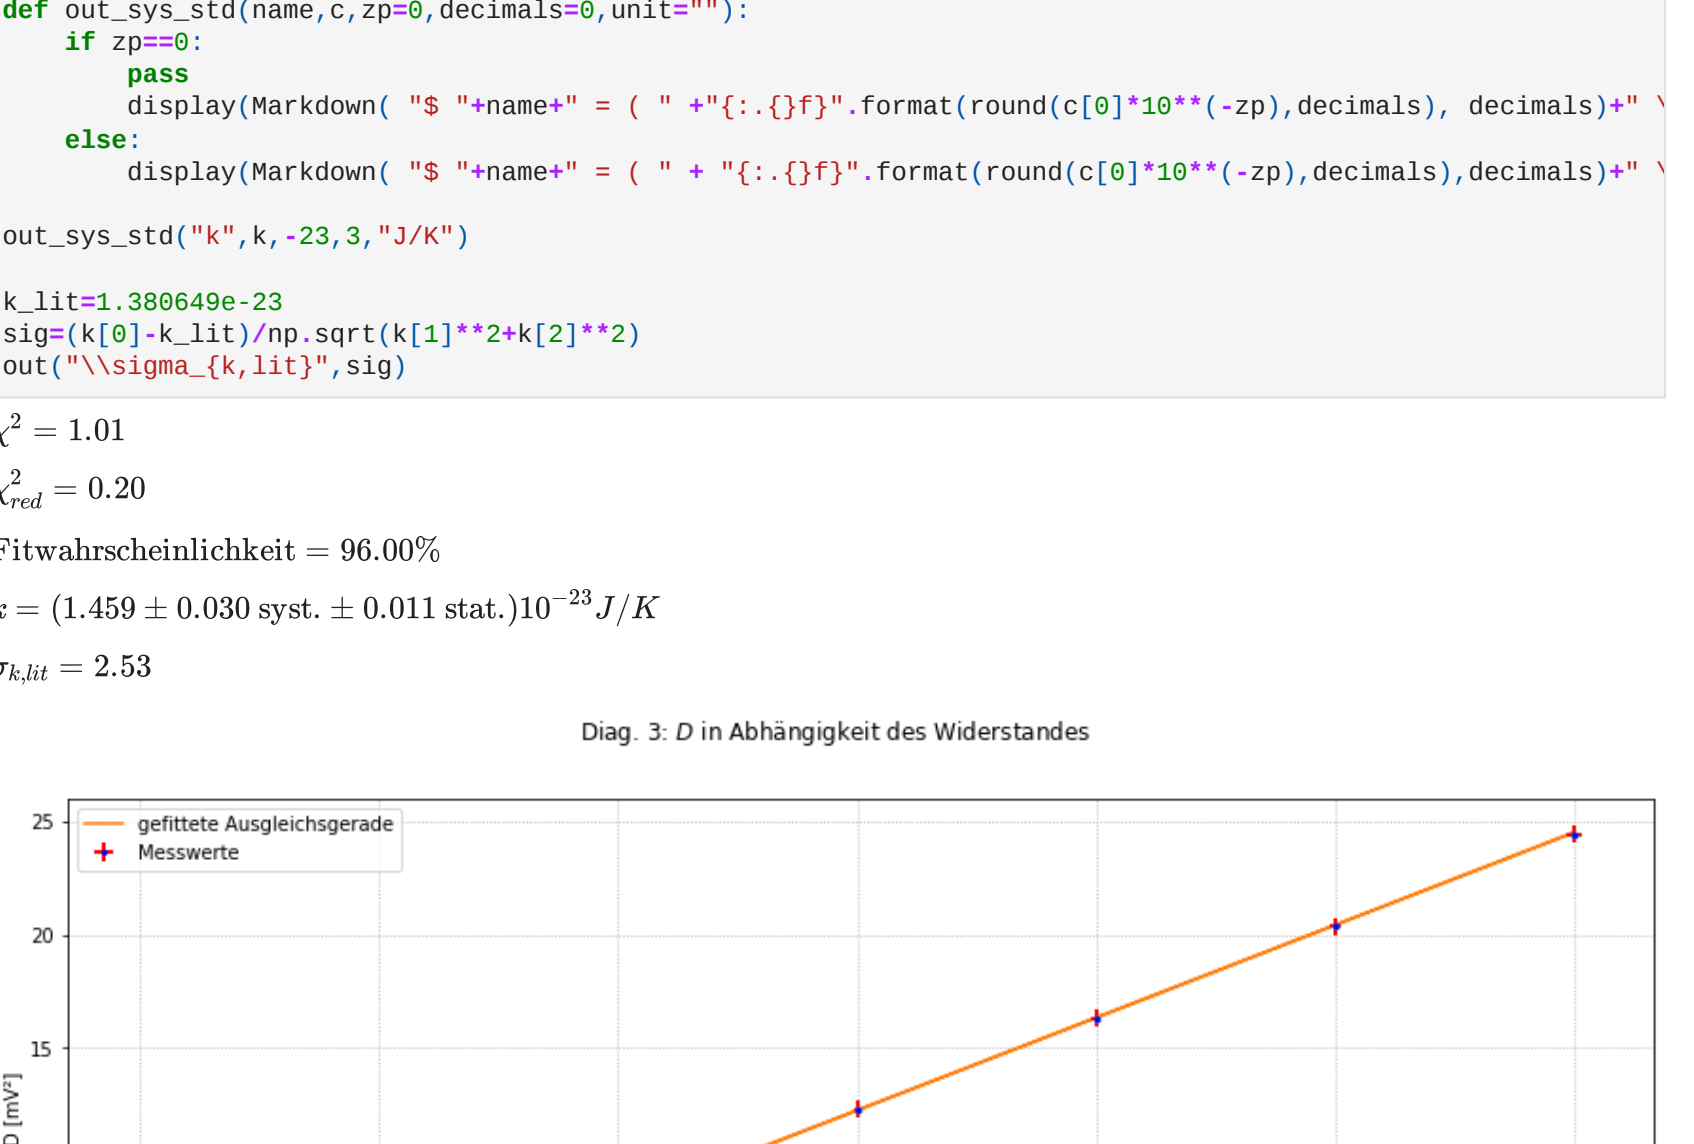 def out_sys_std(name,c,zp=0,decimals=0,unit=""):
    if zp==0:
        pass
        display(Markdown( "$ "+name+" = ( " +"{:.{}f}".format(round(c[0]*10**(-zp),decimals), decimals)+" \
    else:
        display(Markdown( "$ "+name+" = ( " + "{:.{}f}".format(round(c[0]*10**(-zp),decimals),decimals)+" \
out_sys_std("k",k,-23,3,"J/K")
k_lit=1.380649e-23
sig=(k[0]-k_lit)/np.sqrt(k[1]**2+k[2]**2)
out("\\sigma_{k,lit}",sig)
χ² = 1.01
χ²_red = 0.20
Fitwahrscheinlichkeit = 96.00%
k = (1.459 ± 0.030 syst. ± 0.011 stat.)10⁻²³ J/K
σ_k,lit = 2.53
Diag. 3: D in Abhängigkeit des Widerstandes
gefittete Ausgleichsgerade
Messwerte
25
20
15
D [mV²]